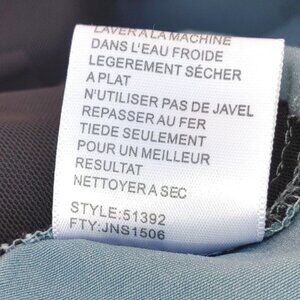 LAVER A LA MACHINE
DANS L'EAU FROIDE
LEGEREMENT SÉCHER
A PLAT
N'UTILISER PAS DE JAVEL
REPASSER AU FER
TIEDE SEULEMENT
POUR UN MEILLEUR
RESULTAT
NETTOYER A SEC
STYLE:51392
FTY:JNS1506